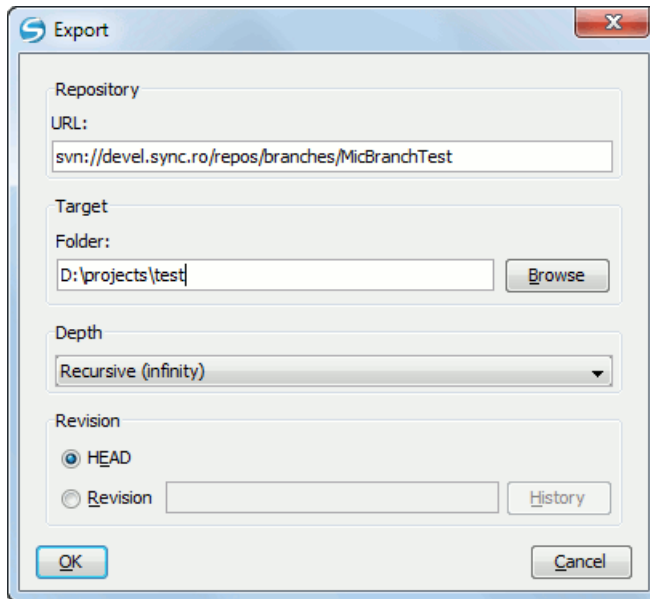 Export
Repository
URL:
svn://devel.sync.ro/repos/branches/MicBranchTest
Target
Folder:
D:\projects\test
Browse
Depth
Recursive (infinity)
Revision
HEAD
Revision
History
OK
Cancel